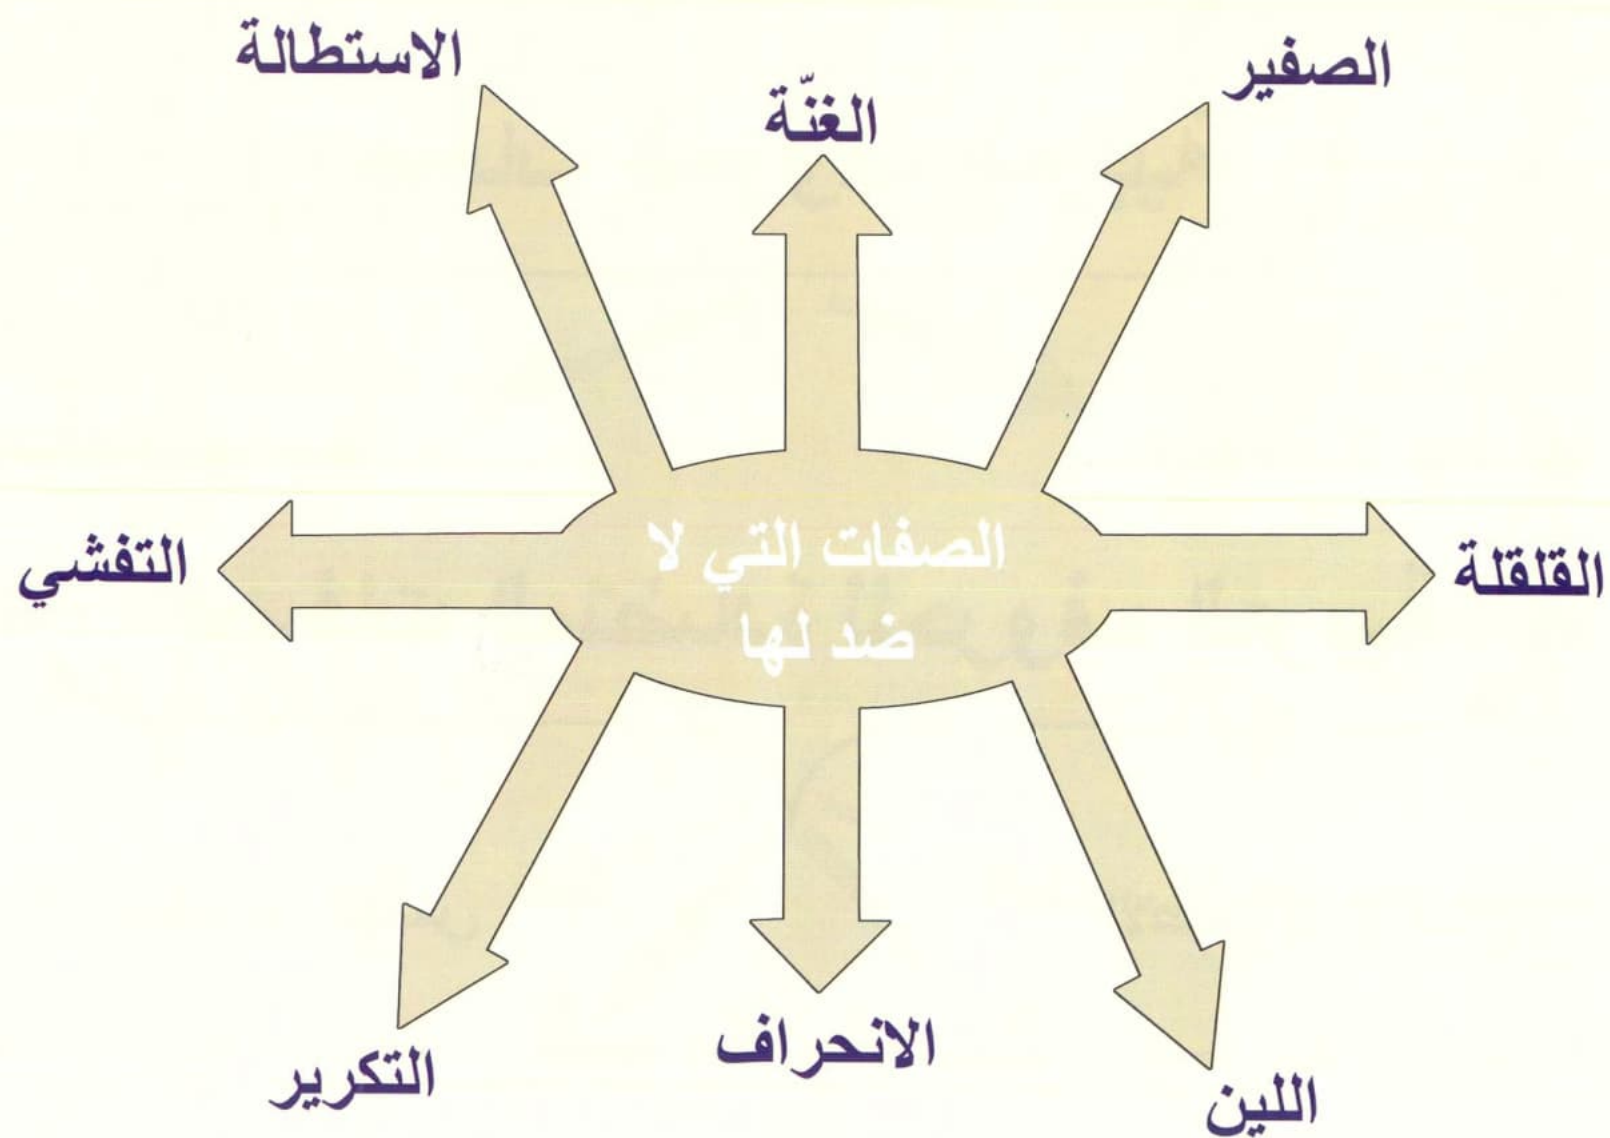 الصفير
الاستطالة
الغنّة
الصفات التي لا
ضد لها
القلقلة
التفشي
الانحراف
التكرير
اللين